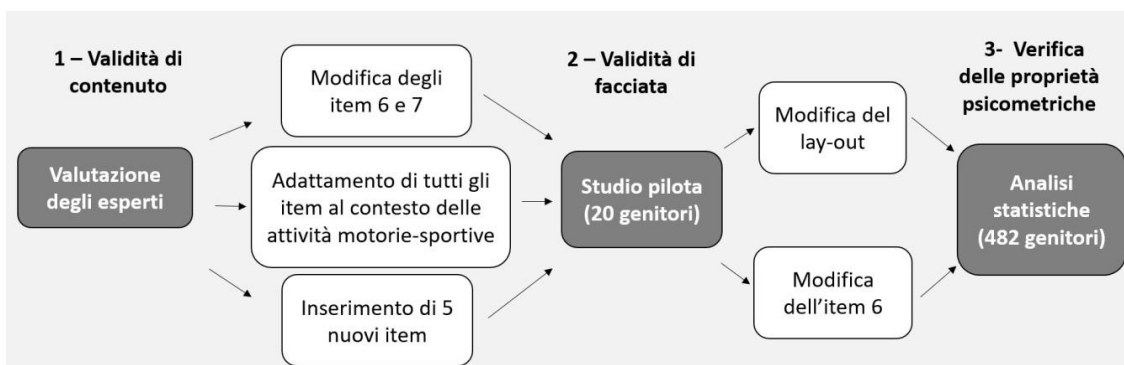 1 – Validità di
contenuto
Valutazione
degli esperti
Modifica degli
item 6 e 7
Adattamento di tutti gli
item al contesto delle
attività motorie-sportive
Inserimento di 5
nuovi item
2 – Validità di
facciata
Studio pilota
(20 genitori)
Modifica del
lay-out
Modifica
dell'item 6
3- Verifica
delle proprietà
psicometriche
Analisi
statistiche
(482 genitori)